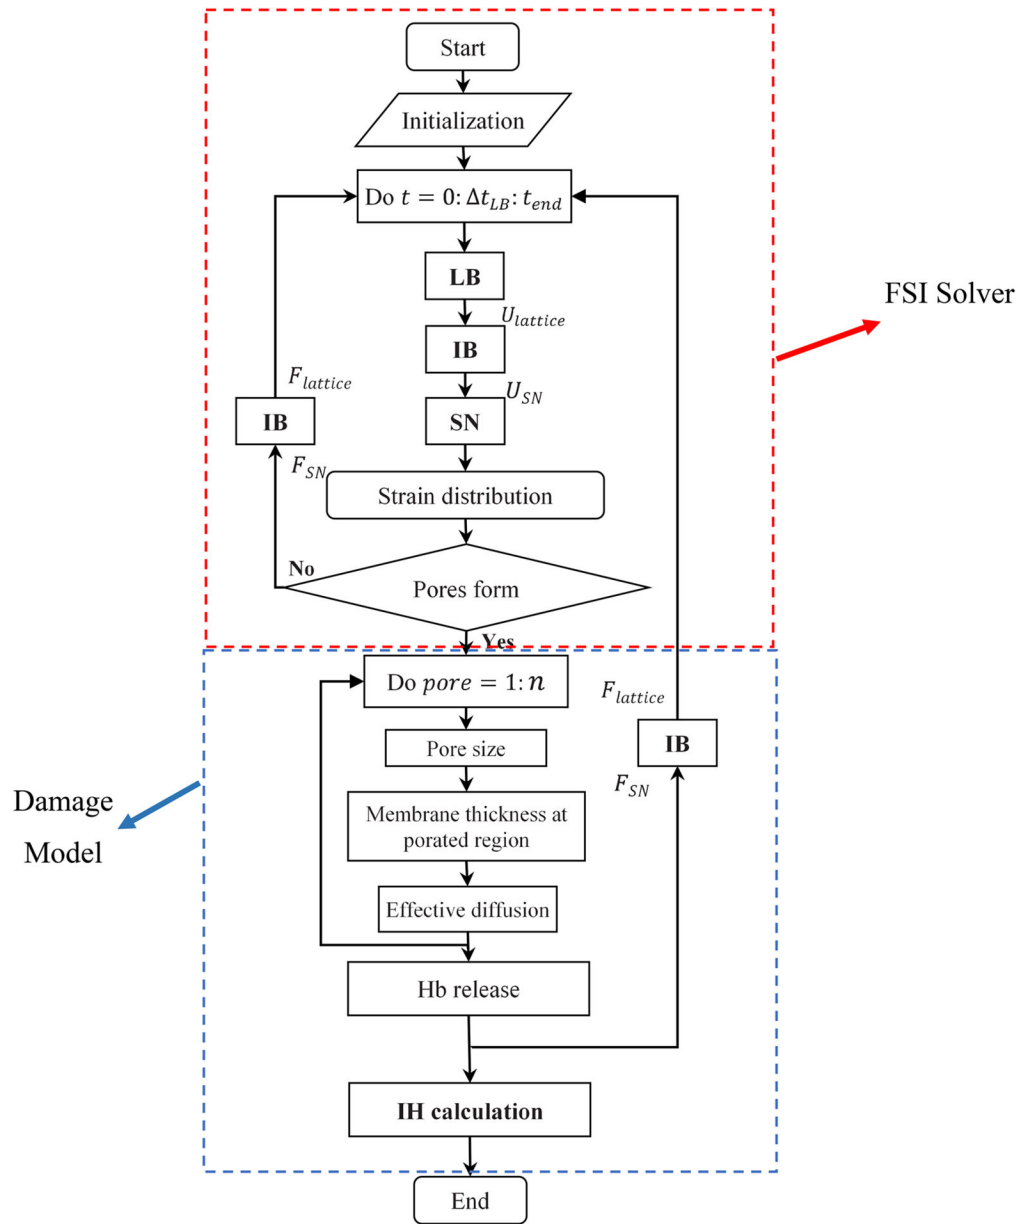 Start
Initialization
Do t = 0: Δt_LB: t_end
LB
U_lattice
IB
U_SN
SN
F_lattice
IB
F_SN
Strain distribution
No
Pores form
Yes
FSI Solver
Do pore = 1: n
Pore size
Membrane thickness at
porated region
Effective diffusion
Hb release
F_lattice
IB
F_SN
IH calculation
End
Damage
Model